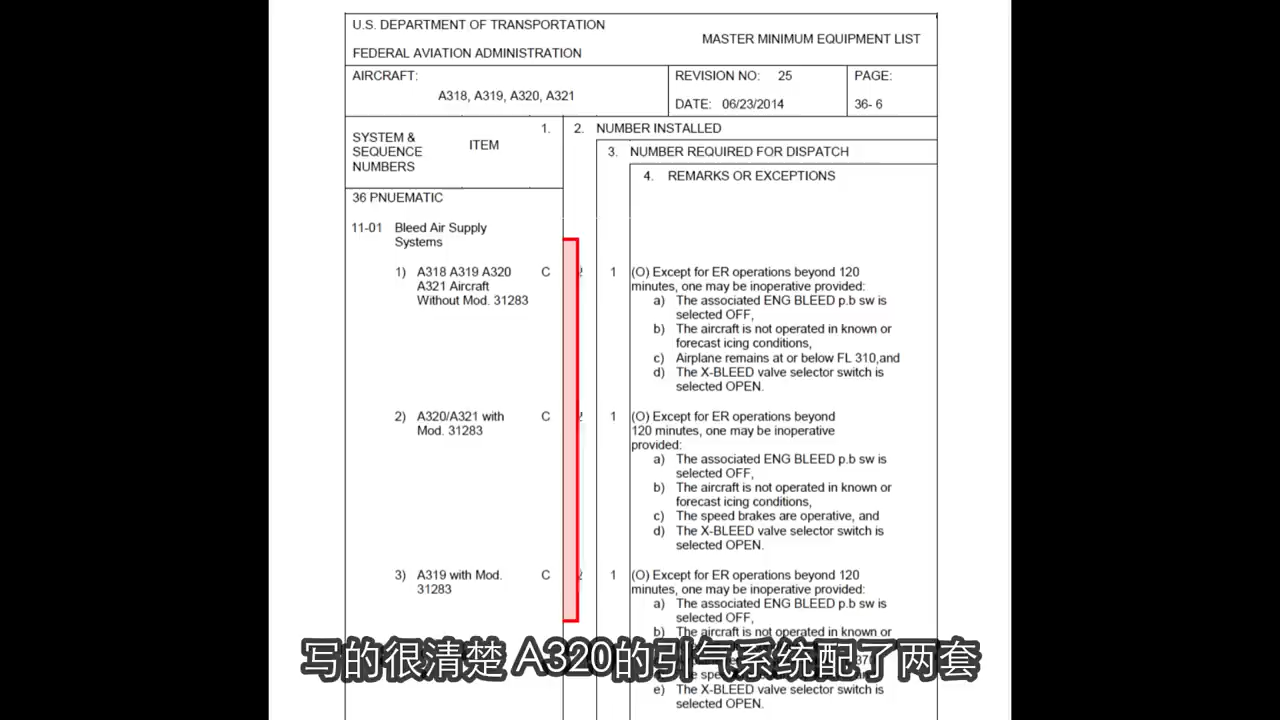 U.S. DEPARTMENT OF TRANSPORTATION
FEDERAL AVIATION ADMINISTRATION
MASTER MINIMUM EQUIPMENT LIST
AIRCRAFT:
A318, A319, A320, A321
REVISION NO: 25
DATE: 06/23/2014
PAGE:
36- 6
SYSTEM &
SEQUENCE
NUMBERS
ITEM
1.
2. NUMBER INSTALLED
3. NUMBER REQUIRED FOR DISPATCH
4. REMARKS OR EXCEPTIONS
36 PNUEMATIC
11-01 Bleed Air Supply
Systems
1) A318 A319 A320 C 2 1 (O) Except for ER operations beyond 120
A321 Aircraft minutes, one may be inoperative provided:
Without Mod. 31283 a) The associated ENG BLEED p.b sw is
selected OFF,
b) The aircraft is not operated in known or
forecast icing conditions,
c) Airplane remains at or below FL 310,and
d) The X-BLEED valve selector switch is
selected OPEN.
2) A320/A321 with C 2 1 (O) Except for ER operations beyond
Mod. 31283 120 minutes, one may be inoperative
provided:
a) The associated ENG BLEED p.b sw is
selected OFF,
b) The aircraft is not operated in known or
forecast icing conditions,
c) The speed brakes are operative, and
d) The X-BLEED valve selector switch is
selected OPEN.
3) A319 with Mod. C 2 1 (O) Except for ER operations beyond 120
31283 minutes, one may be inoperative provided:
a) The associated ENG BLEED p.b sw is
selected OFF,
b) The aircraft is not operated in known or
写的很清楚 A320的引气系统配了两套
e) The X-BLEED valve selector switch is
selected OPEN.